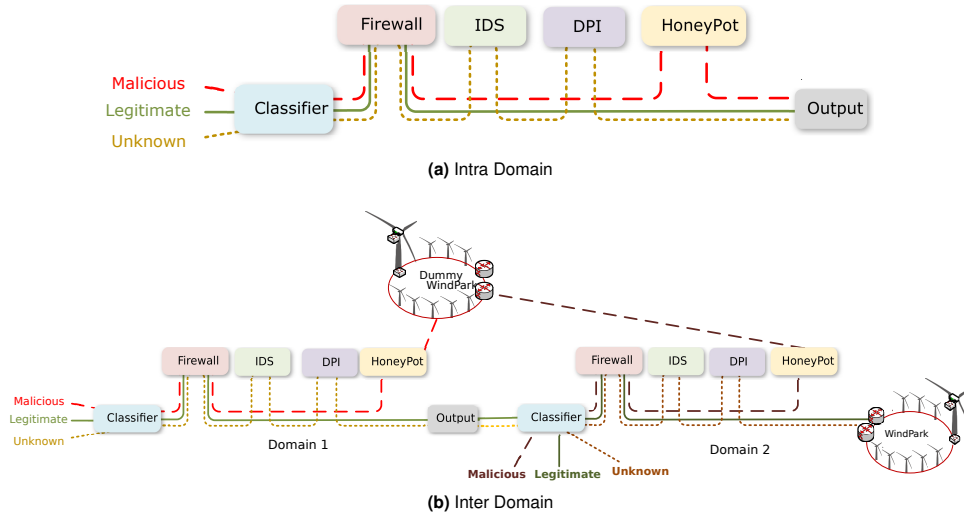 Firewall
IDS
DPI
HoneyPot
Malicious
Legitimate
Unknown
Classifier
Output
(a) Intra Domain
Dummy
WindPark
Firewall
IDS
DPI
HoneyPot
Firewall
IDS
DPI
HoneyPot
Malicious
Legitimate
Unknown
Classifier
Output
Classifier
WindPark
Domain 1
Domain 2
Malicious
Legitimate
Unknown
(b) Inter Domain